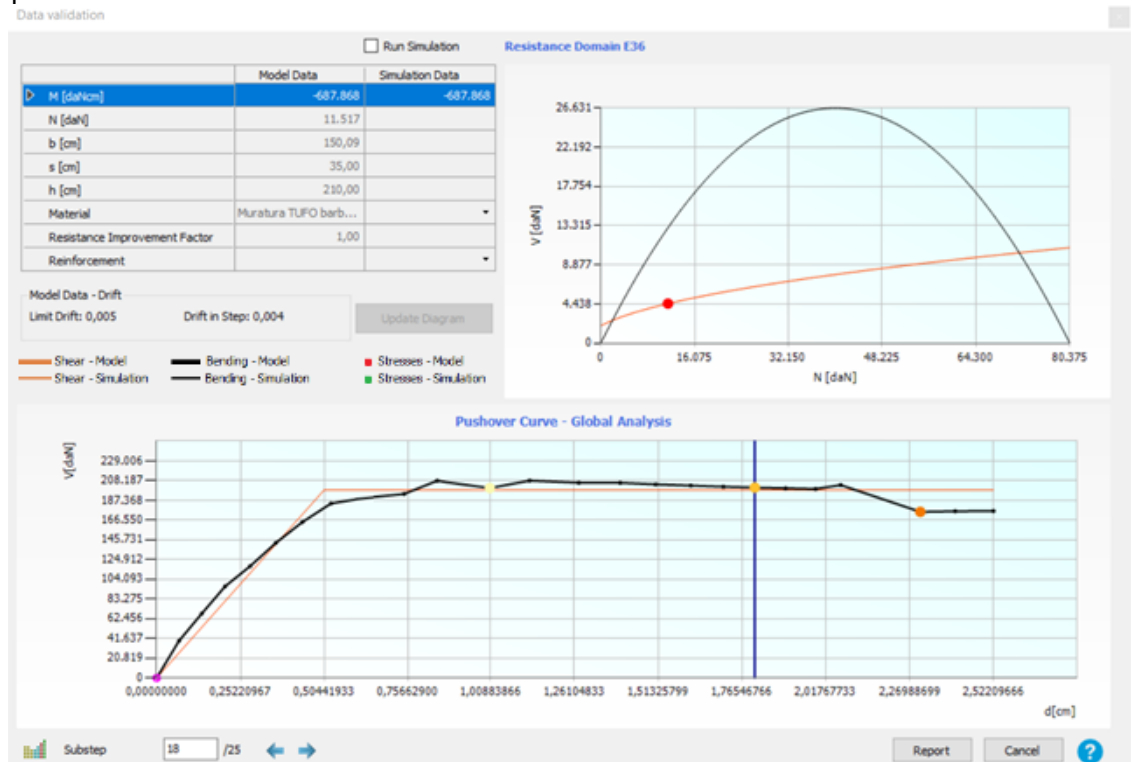 Data validation
Run Simulation
Resistance Domain E36
Model Data Simulation Data
M [daNcm] -687.868 -687.868
N [daN] 11.517
b [cm] 150,09
s [cm] 35,00
h [cm] 210,00
Material Muratura TUFO barb...
Resistance Improvement Factor 1,00
Reinforcement
Model Data - Drift
Limit Drift: 0,005 Drift in Step: 0,004
Update Diagram
Shear - Model Bending - Model Stresses - Model
Shear - Simulation Bending - Simulation Stresses - Simulation
V [daN]
26.631
22.192
17.754
13.315
8.877
4.438
0
0 16.075 32.150 48.225 64.300 80.375
N [daN]
Pushover Curve - Global Analysis
V[daN]
229.006
208.187
187.368
166.550
145.731
124.912
104.093
83.275
62.456
41.637
20.819
0
0,00000000 0,25220967 0,50441933 0,75662900 1,00883866 1,26104833 1,51325799 1,76546766 2,01767733 2,26988699 2,52209666
d[cm]
Substep 18 /25
Report Cancel ?